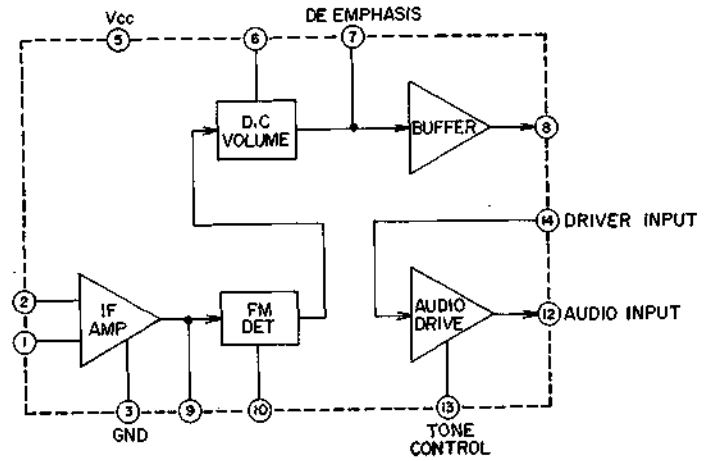 Vcc
5
6
DE EMPHASIS
7
D.C
VOLUME
BUFFER
8
14 DRIVER INPUT
2
1
IF
AMP
FM
DET
AUDIO
DRIVE
12 AUDIO INPUT
3
GND
9
10
13
TONE
CONTROL